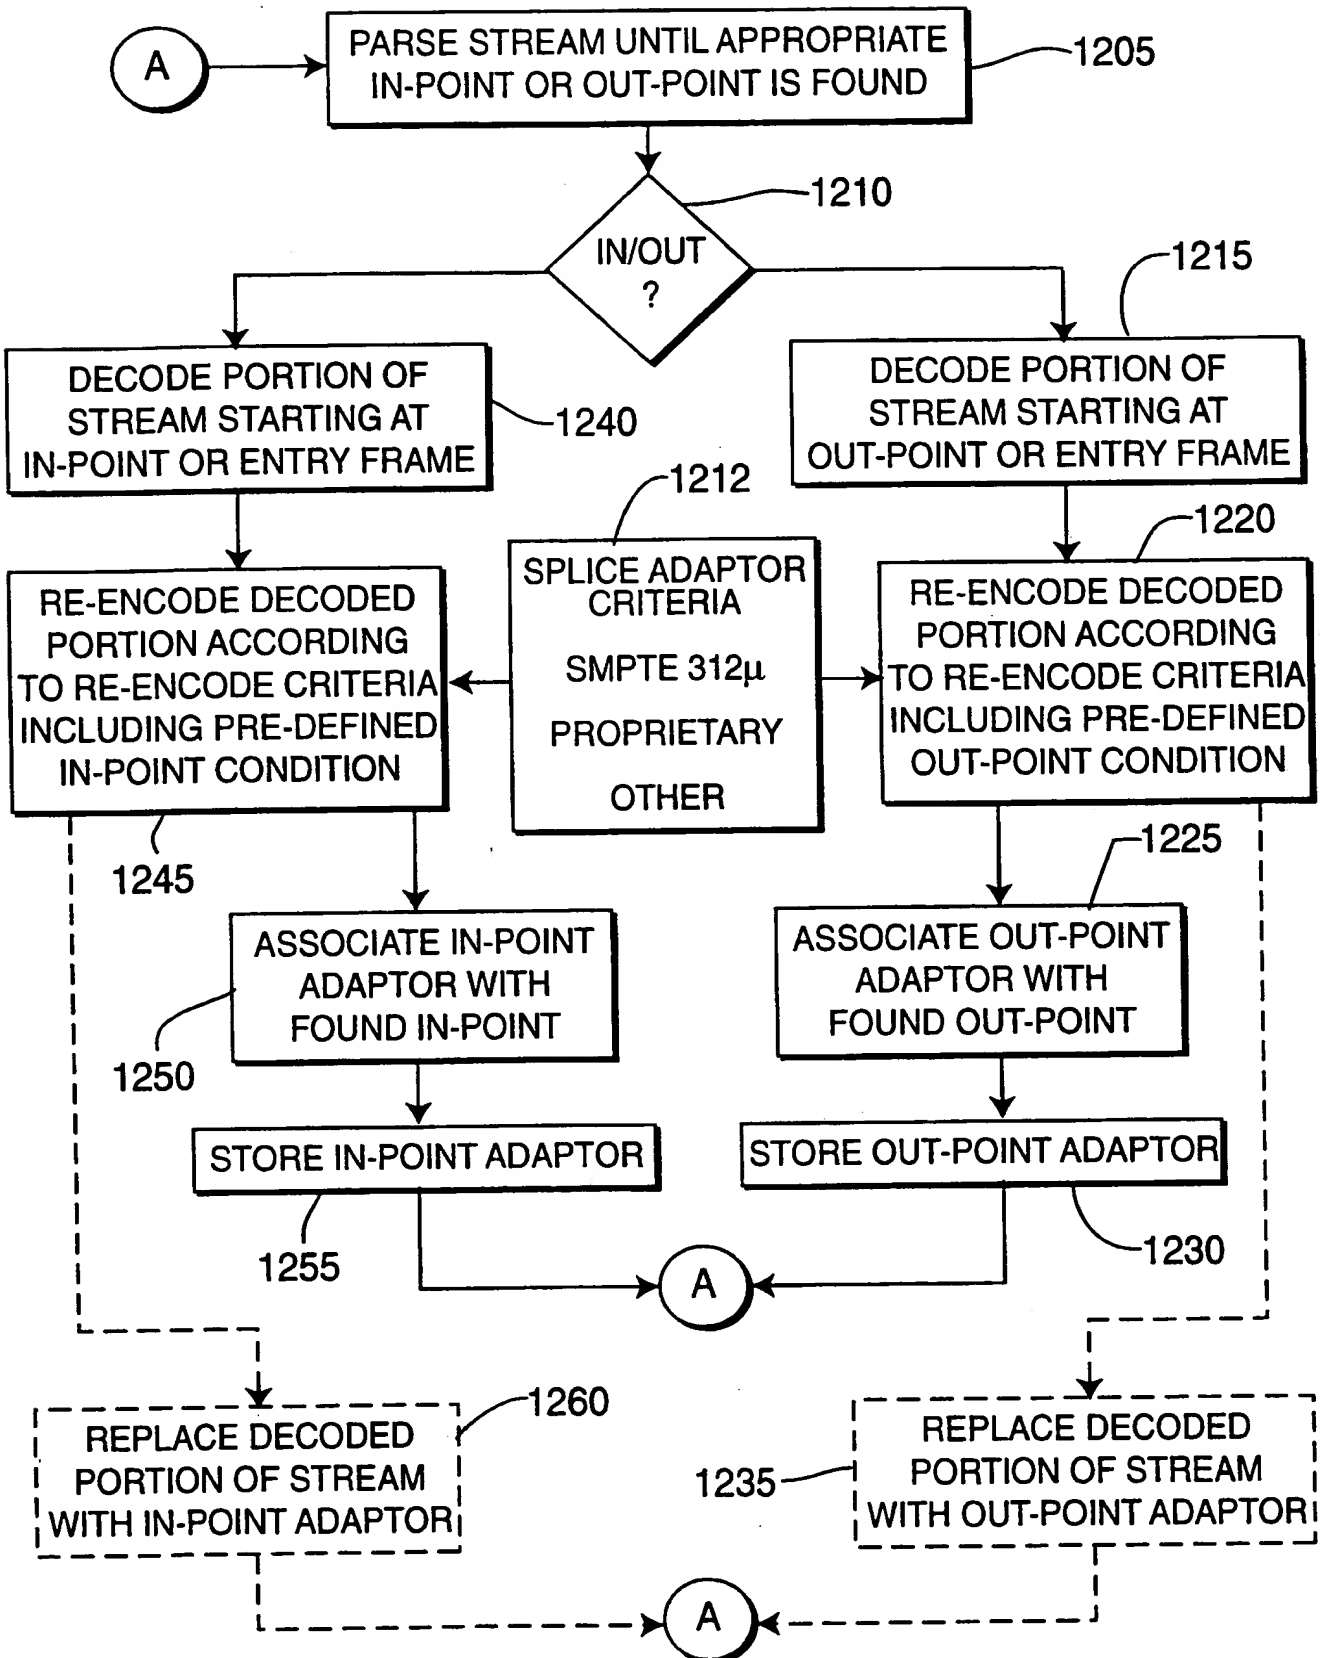 A
PARSE STREAM UNTIL APPROPRIATE
IN-POINT OR OUT-POINT IS FOUND
1205
1210
IN/OUT
?
1215
DECODE PORTION OF
STREAM STARTING AT
IN-POINT OR ENTRY FRAME
1240
DECODE PORTION OF
STREAM STARTING AT
OUT-POINT OR ENTRY FRAME
1212
SPLICE ADAPTOR
CRITERIA
SMPTE 312μ
PROPRIETARY
OTHER
1220
RE-ENCODE DECODED
PORTION ACCORDING
TO RE-ENCODE CRITERIA
INCLUDING PRE-DEFINED
IN-POINT CONDITION
1245
RE-ENCODE DECODED
PORTION ACCORDING
TO RE-ENCODE CRITERIA
INCLUDING PRE-DEFINED
OUT-POINT CONDITION
1225
ASSOCIATE IN-POINT
ADAPTOR WITH
FOUND IN-POINT
1250
ASSOCIATE OUT-POINT
ADAPTOR WITH
FOUND OUT-POINT
STORE IN-POINT ADAPTOR
1255
STORE OUT-POINT ADAPTOR
1230
A
1260
REPLACE DECODED
PORTION OF STREAM
WITH IN-POINT ADAPTOR
1235
REPLACE DECODED
PORTION OF STREAM
WITH OUT-POINT ADAPTOR
A